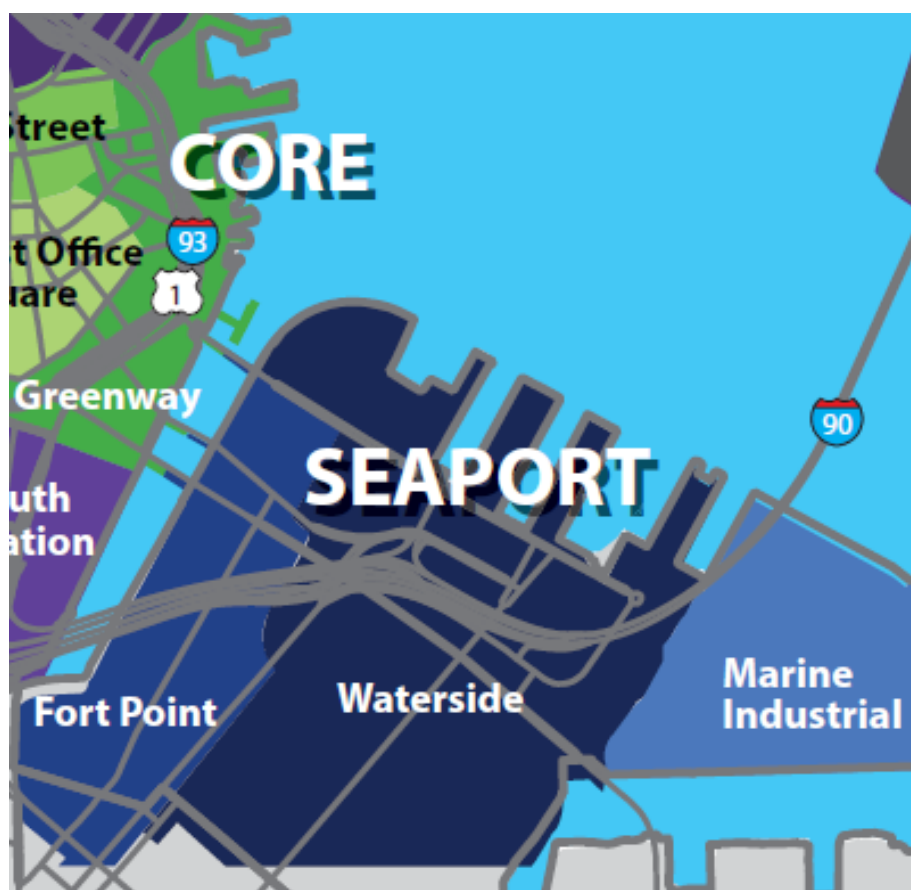 Street
CORE
93
t Office
uare
1
Greenway
90
SEAPORT
uth
ation
Marine
Industrial
Waterside
Fort Point